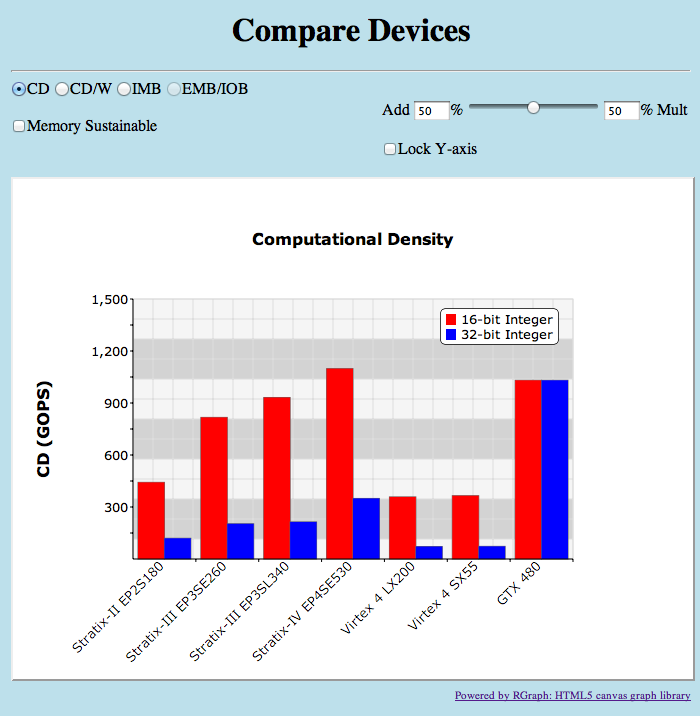 Compare Devices
CD CD/W IMB EMB/IOB
Add 50 % 50 % Mult
Memory Sustainable
Lock Y-axis
Computational Density
1,500
16-bit Integer
32-bit Integer
1,200
900
CD (GOPS)
600
300
Stratix-II EP2S180
Stratix-III EP3SE260
Stratix-III EP3SL340
Stratix-IV EP4SE530
Virtex 4 LX200
Virtex 4 SX55
GTX 480
Powered by RGraph: HTML5 canvas graph library